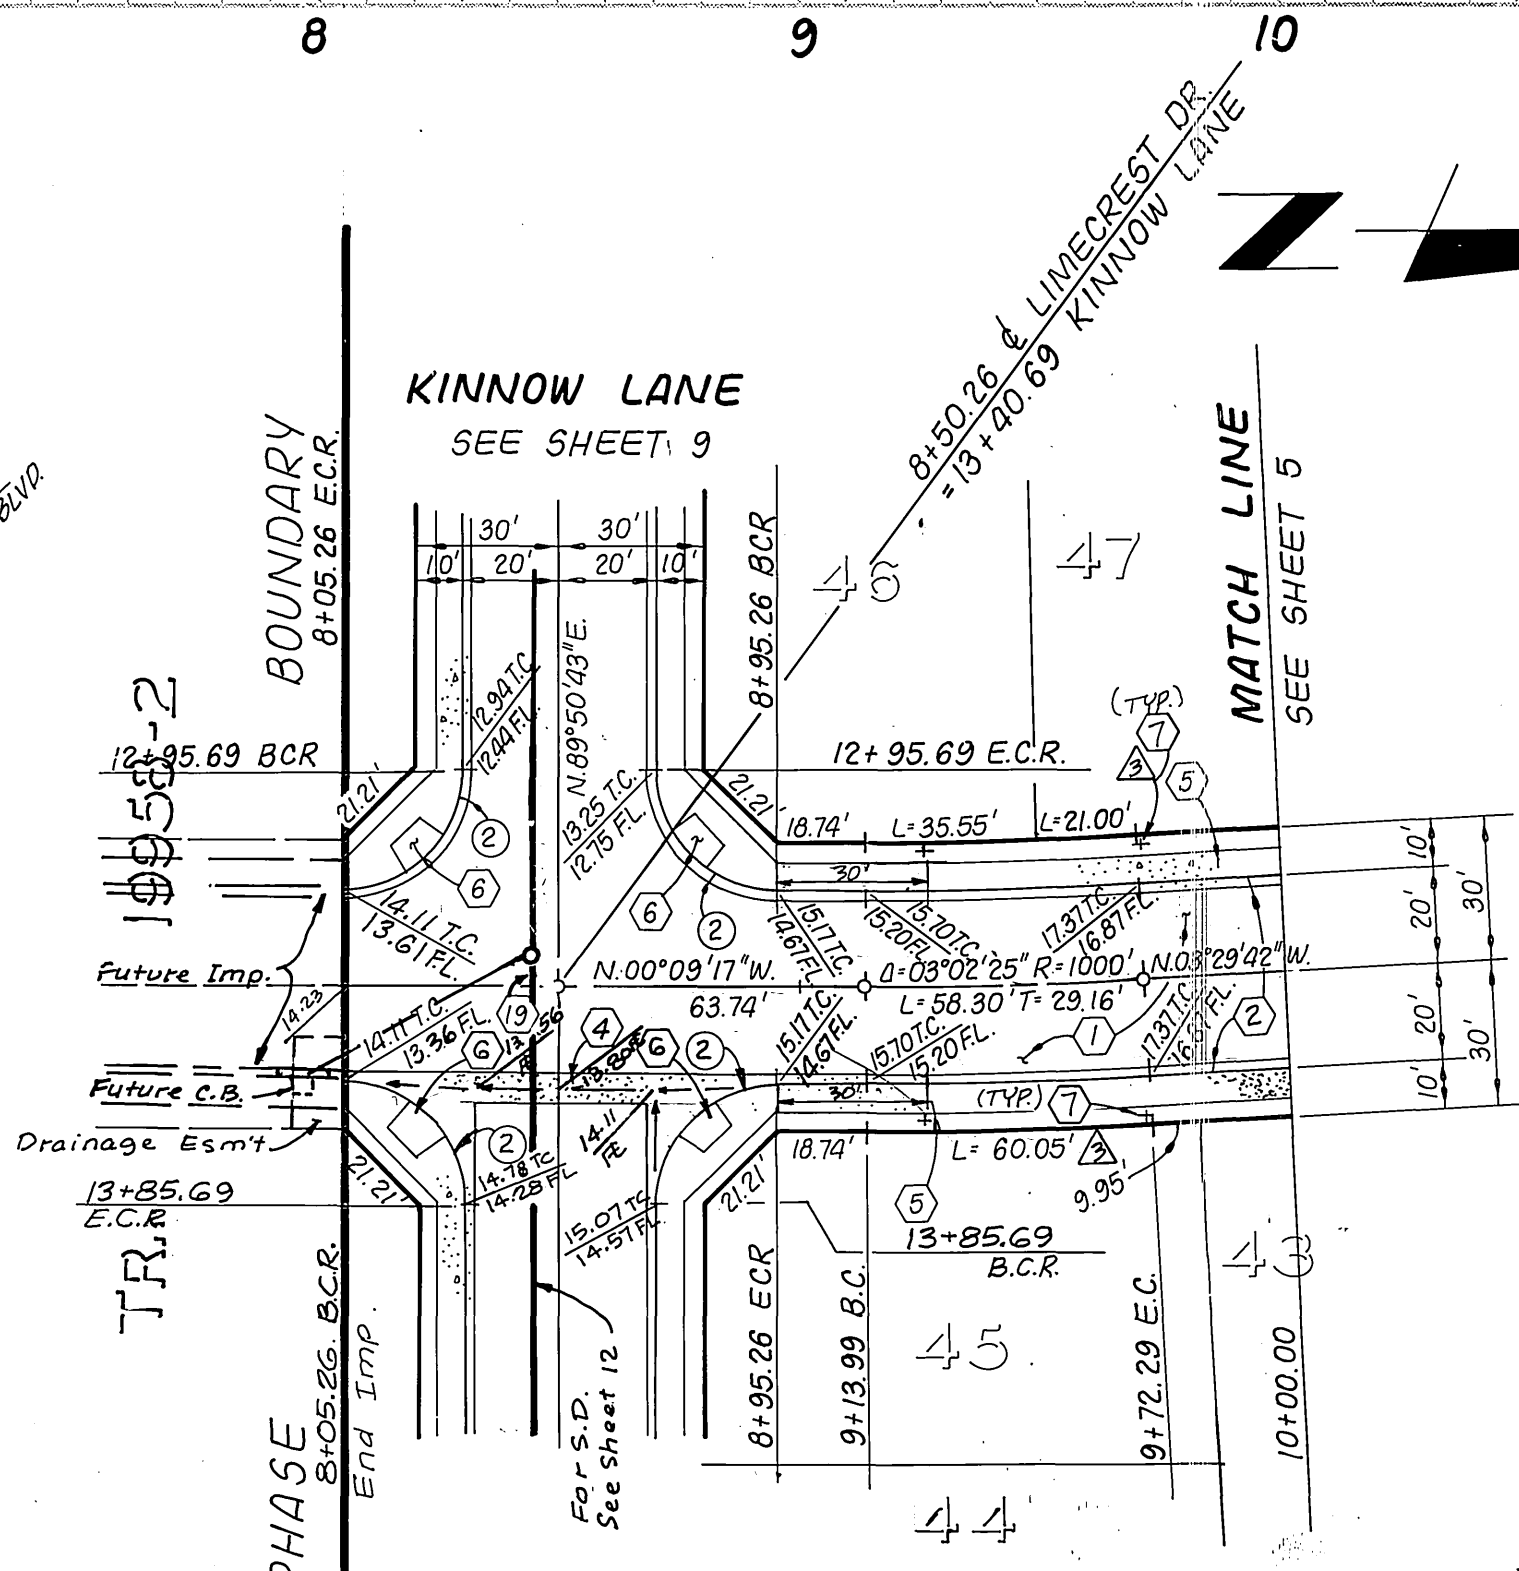 8
9
10
BLVD.
8+50.26 ℄ LIMECREST DR.
= 13+40.69 KINNOW LANE
KINNOW LANE
SEE SHEET 9
BOUNDARY
8+05.26 E.C.R.
30' 30'
10' 20' 20' 10'
N.89°50'43"E.
8+95.26 BCR
46
47
MATCH LINE
SEE SHEET 5
12+95.69 BCR
12+95.69 E.C.R.
TR. 19953-2
12.94 T.C.
12.44 F.L.
13.25 T.C.
12.75 F.L.
(TYP.)
7
3
5
21.21'
21.21'
18.74'
L=35.55'
L=21.00'
2
6
6
2
30'
14.11 T.C.
13.61 F.L.
15.17 T.C.
14.67 F.L.
15.70 T.C.
15.20 F.L.
17.37 T.C.
16.87 F.L.
10'
20'
30'
Future Imp.
N.00°09'17"W.
63.74'
Δ=03°02'25" R=1000'
L=58.30' T=29.16'
N.03°29'42"W.
14.23
14.11 T.C.
13.36 F.L.
19
6
4
6
2
15.17 T.C.
14.67 F.L.
15.70 T.C.
15.20 F.L.
1
17.37 T.C.
2
20'
30'
10'
Future C.B.
30'
(TYP.)
7
Drainage Esm't
2
14.11
14.78 TC
14.28 FL
15.07 TC
14.57 FL
18.74'
L= 60.05'
3
9.95'
21.21'
21.21'
5
13+85.69
E.C.R.
13+85.69
B.C.R.
8+05.26 B.C.R.
End Imp.
PHASE
For S.D.
See sheet 12
8+95.26 ECR
9+13.99 B.C.
45
9+72.29 E.C.
43
10+00.00
44